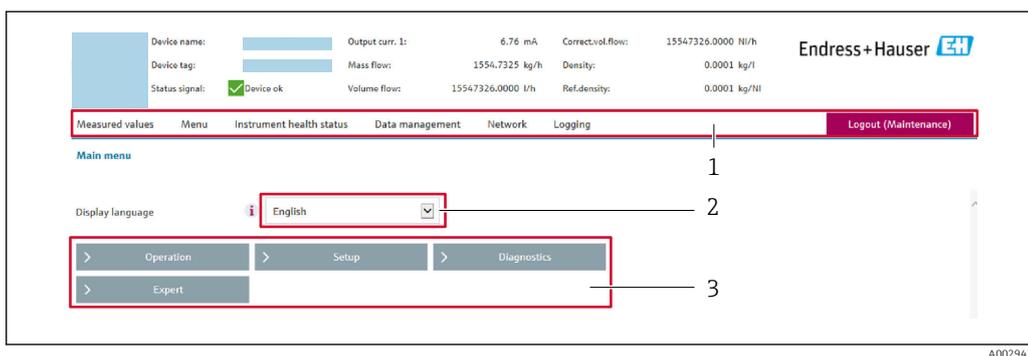 Device name: Output curr. 1: 6.76 mA Correct.vol.flow: 15547326.0000 Nl/h
Endress+Hauser EH
Device tag: Mass flow: 1554.7325 kg/h Density: 0.0001 kg/l
Status signal: Device ok Volume flow: 15547326.0000 l/h Ref.density: 0.0001 kg/Nl
Measured values Menu Instrument health status Data management Network Logging Logout (Maintenance)
1
Main menu
Display language i English 2
> Operation > Setup > Diagnostics
> Expert 3
A00294